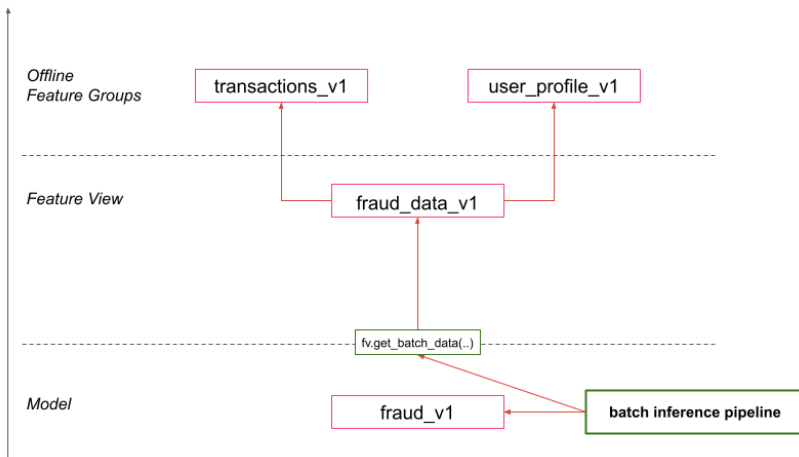 Offline
Feature Groups
transactions_v1
user_profile_v1
Feature View
fraud_data_v1
fv.get_batch_data(..)
Model
fraud_v1
batch inference pipeline